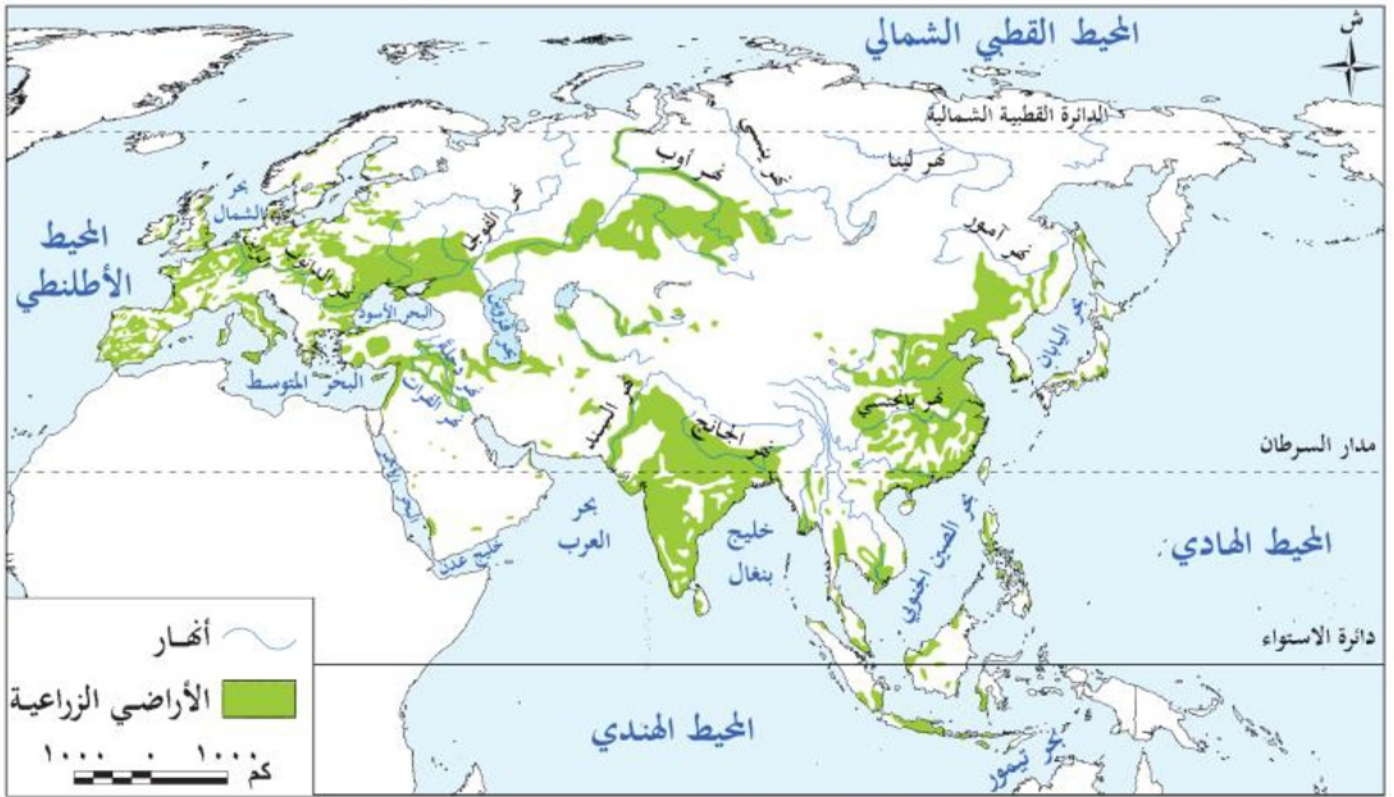 المحيط القطبي الشمالي
ش
الدائرة القطبية الشمالية
نهر ينسي
نهر أوب
نهر لينا
بحر
الشمال
نهر الفولجا
نهر آمور
المحيط
الأطلنطي
نهر الدانوب
البحر الأسود
بحر قزوين
بحر اليابان
البحر المتوسط
نهر دجلة
نهر الفرات
نهر السند
نهر الجانج
نهر يانجتسي
مدار السرطان
البحر الأحمر
بحر
العرب
خليج
بنغال
بحر الصين الجنوبي
المحيط الهادي
خليج عدن
دائرة الاستواء
أنهار
الأراضي الزراعية
١٠٠٠ ٠ ١٠٠٠
كم
المحيط الهندي
بحر تيمور